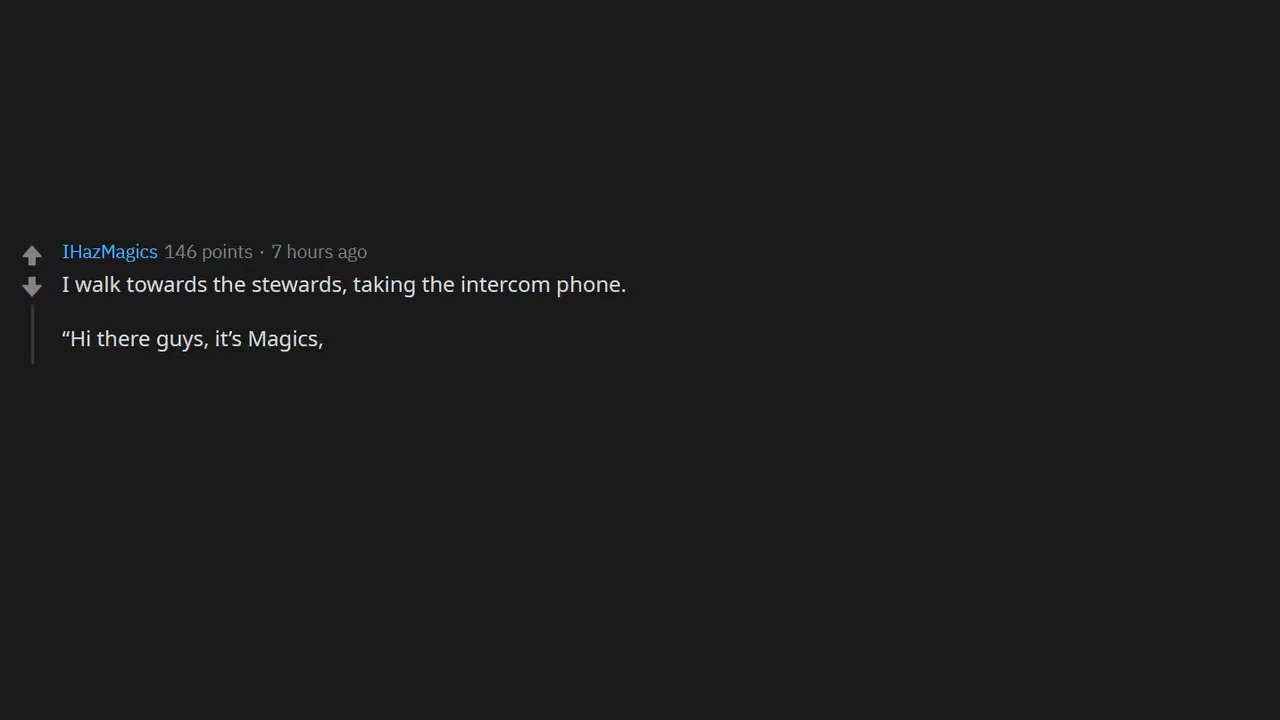 IHazMagics 146 points · 7 hours ago
I walk towards the stewards, taking the intercom phone.
“Hi there guys, it’s Magics,